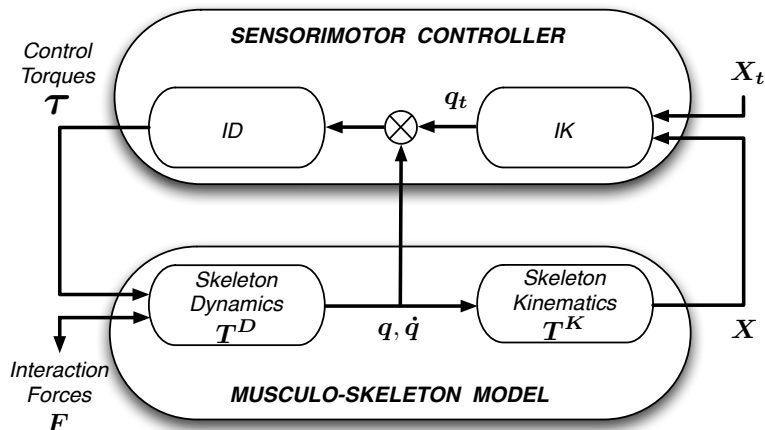 SENSORIMOTOR CONTROLLER
Control
Torques
τ
ID
q_t
IK
X_t
Skeleton
Dynamics
T^D
q, q̇
Skeleton
Kinematics
T^K
X
Interaction
Forces
F
MUSCULO-SKELETON MODEL